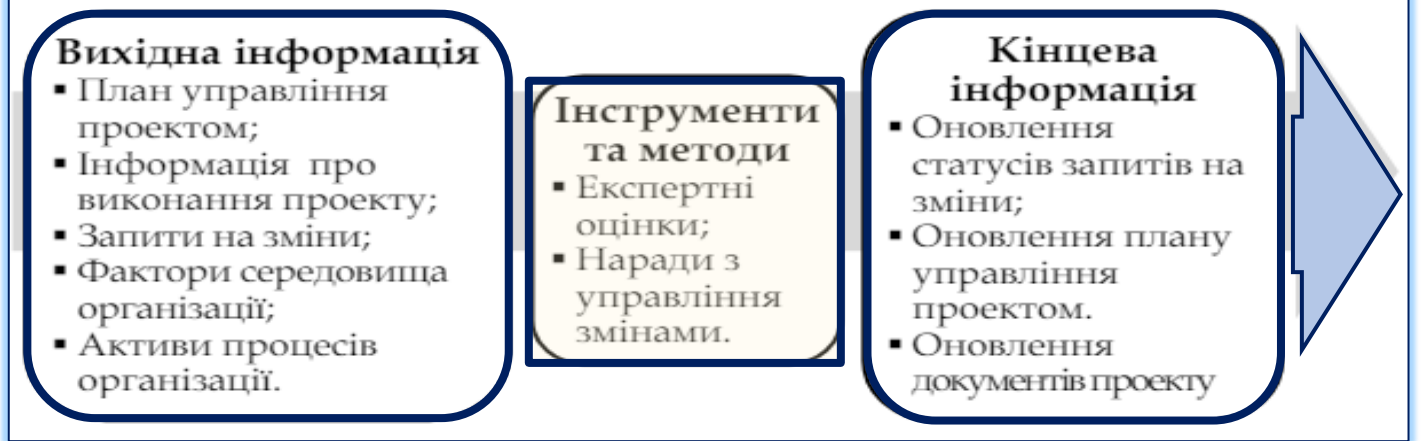 Вихідна інформація
▪ План управління
проектом;
▪ Інформація про
виконання проекту;
▪ Запити на зміни;
▪ Фактори середовища
організації;
▪ Активи процесів
організації.
Інструменти
та методи
▪ Експертні
оцінки;
▪ Наради з
управління
змінами.
Кінцева
інформація
▪ Оновлення
статусів запитів на
зміни;
▪ Оновлення плану
управління
проектом.
▪ Оновлення
документів проекту